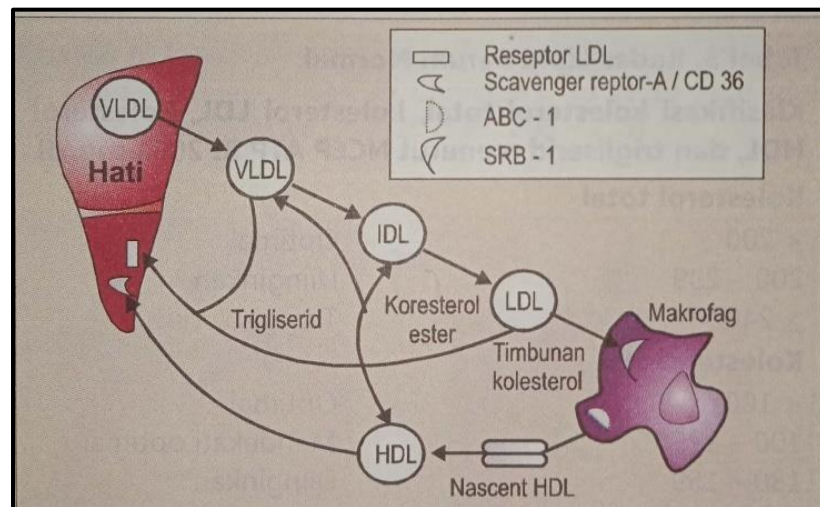 Reseptor LDL
Scavenger reptor-A / CD 36
ABC - 1
SRB - 1
VLDL
Hati
VLDL
IDL
LDL
Makrofag
Trigliserid
Koresterol
ester
Timbunan
kolesterol
HDL
Nascent HDL